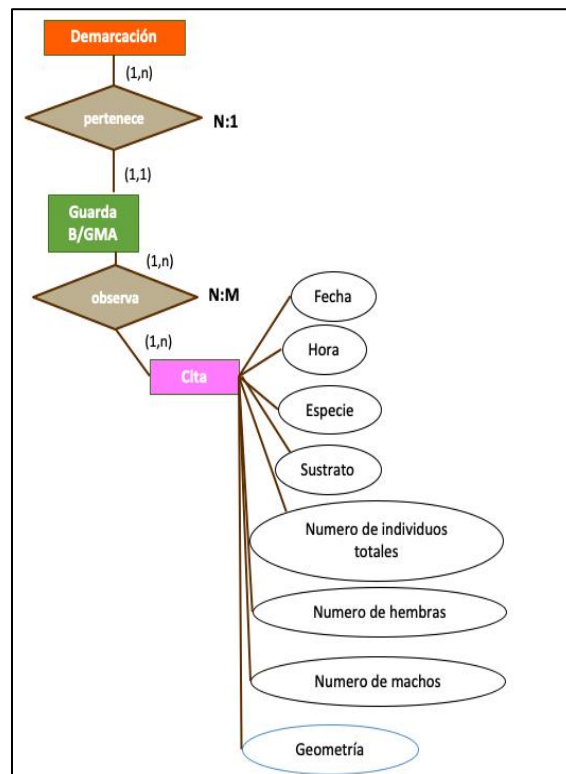 Demarcación
(1,n)
pertenece
N:1
(1,1)
Guarda
B/GMA
(1,n)
observa
N:M
(1,n)
Cita
Fecha
Hora
Especie
Sustrato
Numero de individuos
totales
Numero de hembras
Numero de machos
Geometría